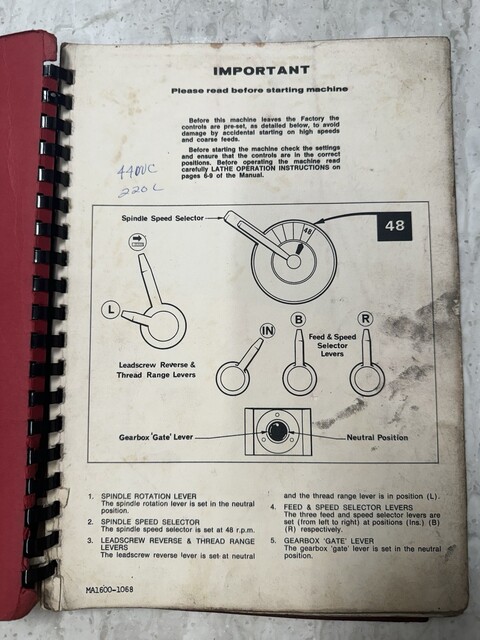 IMPORTANT
Please read before starting machine
Before this machine leaves the Factory the
controls are pre-set, as detailed below, to avoid
damage by accidental starting on high speeds
and coarse feeds.
Before starting the machine check the settings
and ensure that the controls are in the correct
positions. Before operating the machine read
carefully LATHE OPERATION INSTRUCTIONS on
pages 6-9 of the Manual.
440VC
220 L
Spindle Speed Selector
48
48
L
IN
B
R
Feed & Speed
Selector
Levers
Leadscrew Reverse &
Thread Range Levers
Gearbox 'Gate' Lever
Neutral Position
1. SPINDLE ROTATION LEVER
The spindle rotation lever is set in the neutral
position.
2. SPINDLE SPEED SELECTOR
The spindle speed selector is set at 48 r.p.m.
3. LEADSCREW REVERSE & THREAD RANGE
LEVERS
The leadscrew reverse lever is set at neutral
and the thread range lever is in position (L).
4. FEED & SPEED SELECTOR LEVERS
The three feed and speed selector levers are
set (from left to right) at positions (Ins.) (B)
(R) respectively.
5. GEARBOX 'GATE' LEVER
The gearbox 'gate' lever is set in the neutral
position.
MA1600-1068